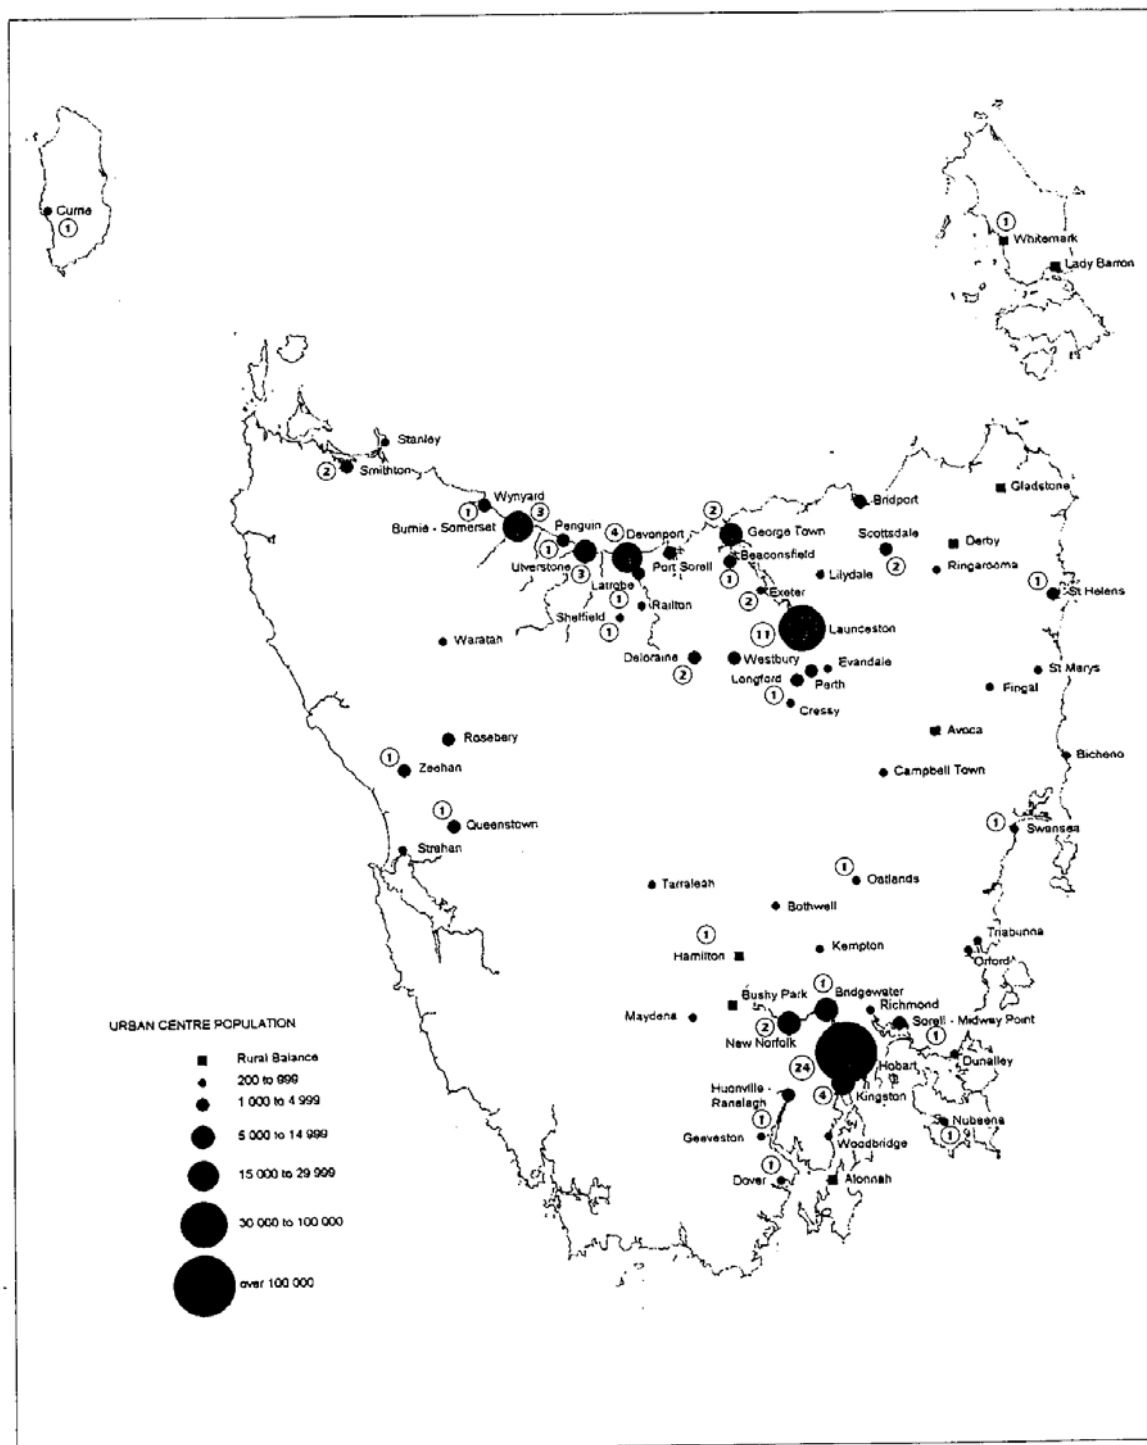 Currie
1
1
Whitemark
Lady Barron
Stanley
2
Smithton
Wynyard
1
3
Burnie - Somerset
Penguin
1
Ulverstone
3
4
Devonport
Latrobe
Port Sorell
1
Railton
Sheffield
1
2
George Town
Beaconsfield
1
2
Exeter
Bridport
Scottsdale
2
Lilydale
Gladstone
Derby
Ringarooma
1
St Helens
11
Launceston
Waratah
Deloraine
2
Westbury
Evandale
Longford
Perth
1
Cressy
St Marys
Fingal
Rosebery
1
Zeehan
Avoca
Bicheno
Campbell Town
1
Queenstown
Strahan
1
Swansea
1
Oatlands
Tarraleah
Bothwell
1
Hamilton
Kempton
Triabunna
Orford
Bushy Park
1
Bridgewater
Richmond
Maydena
2
New Norfolk
Sorell - Midway Point
1
Dunalley
24
Hobart
Huonville -
Ranelagh
4
Kingston
1
Geeveston
Woodbridge
Nubeena
1
1
Dover
Alonnah
URBAN CENTRE POPULATION
Rural Balance
200 to 999
1 000 to 4 999
5 000 to 14 999
15 000 to 29 999
30 000 to 100 000
over 100 000